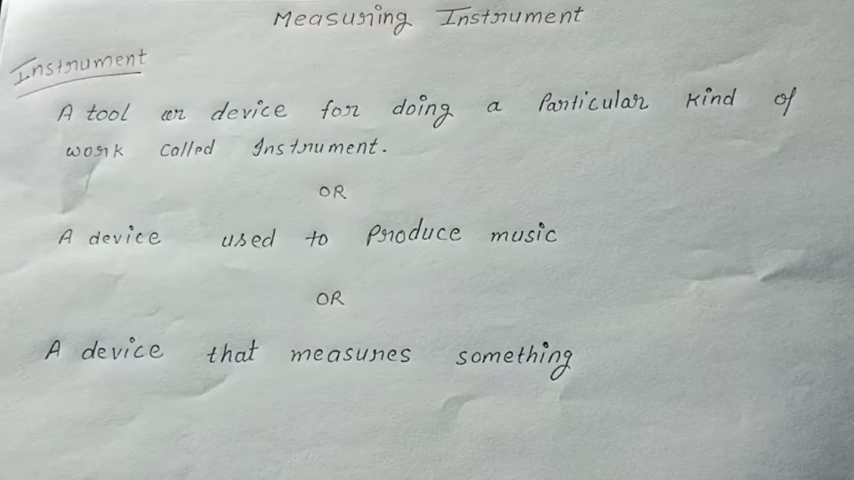 Measuring Instrument
Instrument
A tool or device for doing a Particular kind of
work called Instrument.
OR
A device used to Produce music
OR
A device that measures something